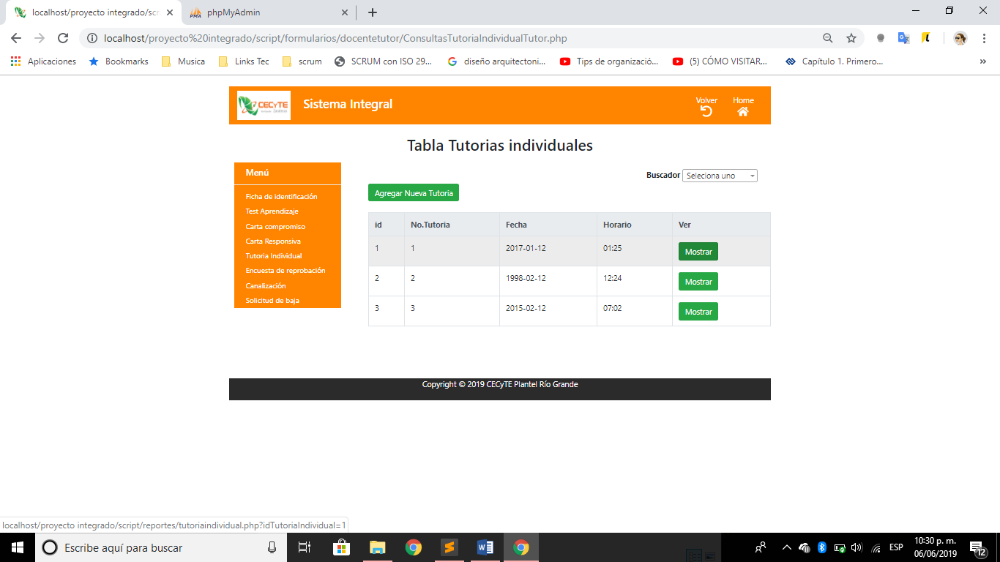 localhost/proyecto integrado/scr
phpMyAdmin
localhost/proyecto%20integrado/script/formularios/docentetutor/ConsultasTutoriaIndividualTutor.php
Aplicaciones Bookmarks Musica Links Tec scrum SCRUM con ISO 29... diseño arquitectoni... Tips de organizació... (5) CÓMO VISITAR... Capítulo 1. Primero... »
CECyTE
Sistema Integral
Volver
Home
Tabla Tutorias individuales
Menú
Ficha de identificación
Test Aprendizaje
Carta compromiso
Carta Responsiva
Tutoria Individual
Encuesta de reprobación
Canalización
Solicitud de baja
Buscador Seleciona uno
Agregar Nueva Tutoria
id No.Tutoria Fecha Horario Ver
1 1 2017-01-12 01:25 Mostrar
2 2 1998-02-12 12:24 Mostrar
3 3 2015-02-12 07:02 Mostrar
Copyright © 2019 CECyTE Plantel Río Grande
localhost/proyecto integrado/script/reportes/tutoriaindividual.php?idTutoriaIndividual=1
Escribe aquí para buscar
ESP
10:30 p. m.
06/06/2019
12